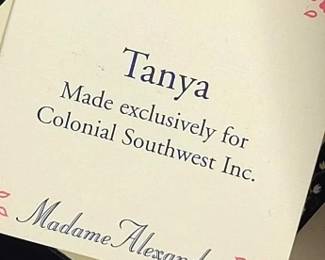 Tanya
Made exclusively for
Colonial Southwest Inc.
Madame